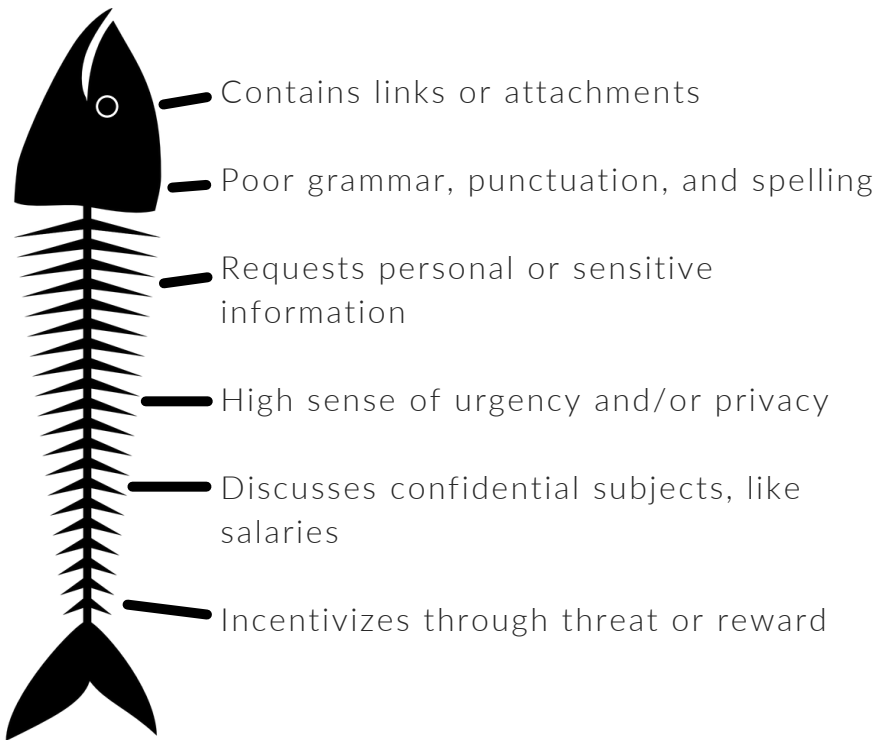 Contains links or attachments
Poor grammar, punctuation, and spelling
Requests personal or sensitive
information
High sense of urgency and/or privacy
Discusses confidential subjects, like
salaries
Incentivizes through threat or reward